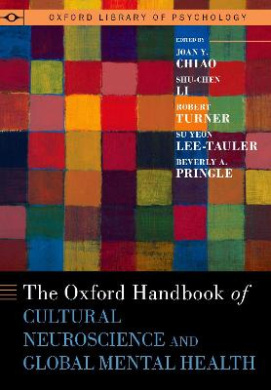 OXFORD LIBRARY OF PSYCHOLOGY
EDITED BY
JOAN Y.
CHIAO
SHU-CHEN
LI
ROBERT
TURNER
SU YEON
LEE-TAULER
BEVERLY A.
PRINGLE
The Oxford Handbook of
CULTURAL
NEUROSCIENCE AND
GLOBAL MENTAL HEALTH